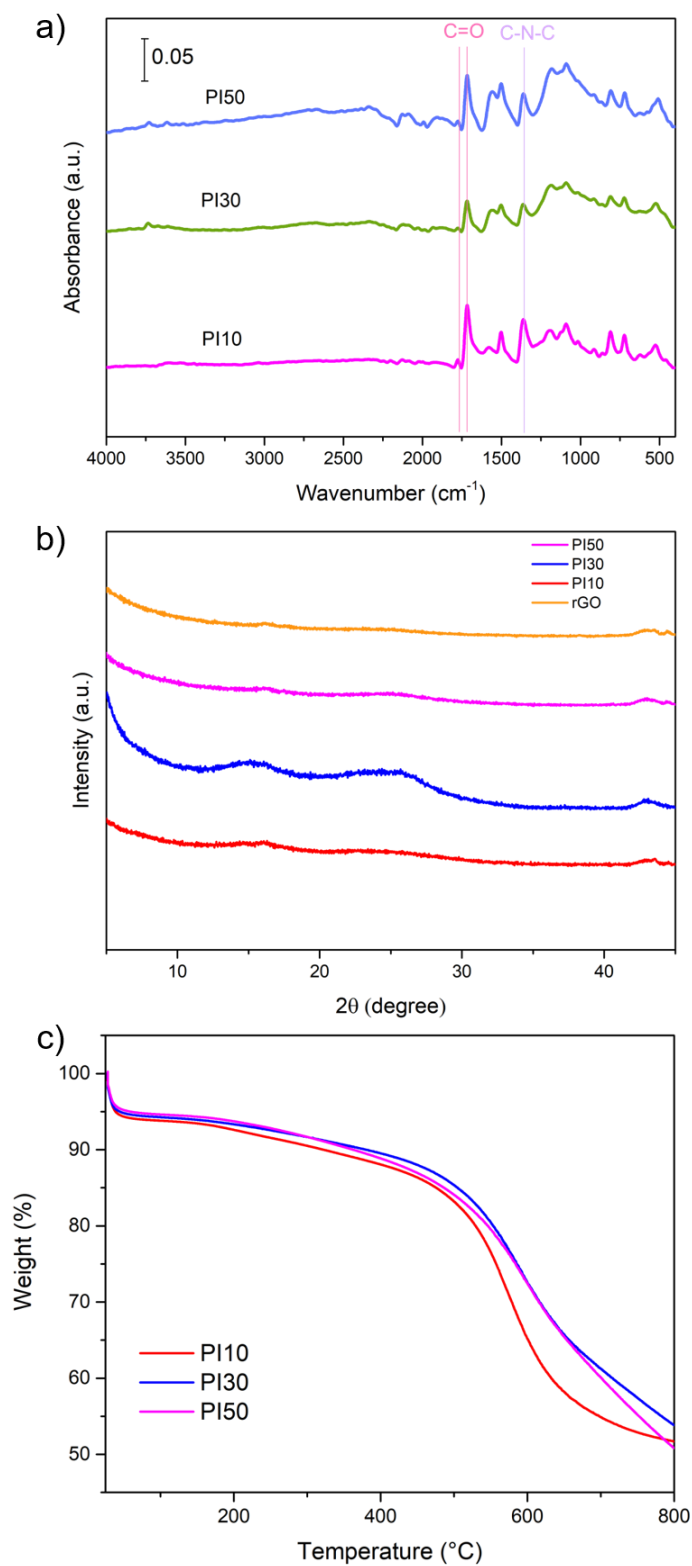 a)
C=O C-N-C
0.05
PI50
PI30
PI10
Absorbance (a.u.)
4000 3500 3000 2500 2000 1500 1000 500
Wavenumber (cm⁻¹)
b)
PI50
PI30
PI10
rGO
Intensity (a.u.)
10 20 30 40
2θ (degree)
c)
100
90
80
70
60
50
Weight (%)
PI10
PI30
PI50
200 400 600 800
Temperature (°C)